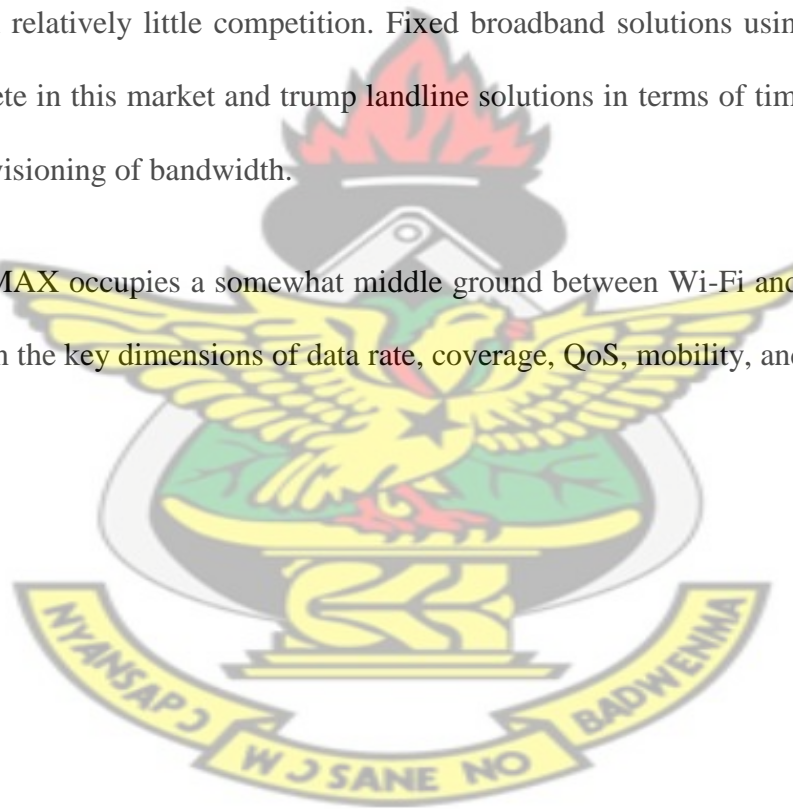 relatively little competition. Fixed broadband solutions usin
ete in this market and trump landline solutions in terms of tim
visioning of bandwidth.
MAX occupies a somewhat middle ground between Wi-Fi and
n the key dimensions of data rate, coverage, QoS, mobility, and
NYANSAPƆ
WƆSANE NO
BADWENMA